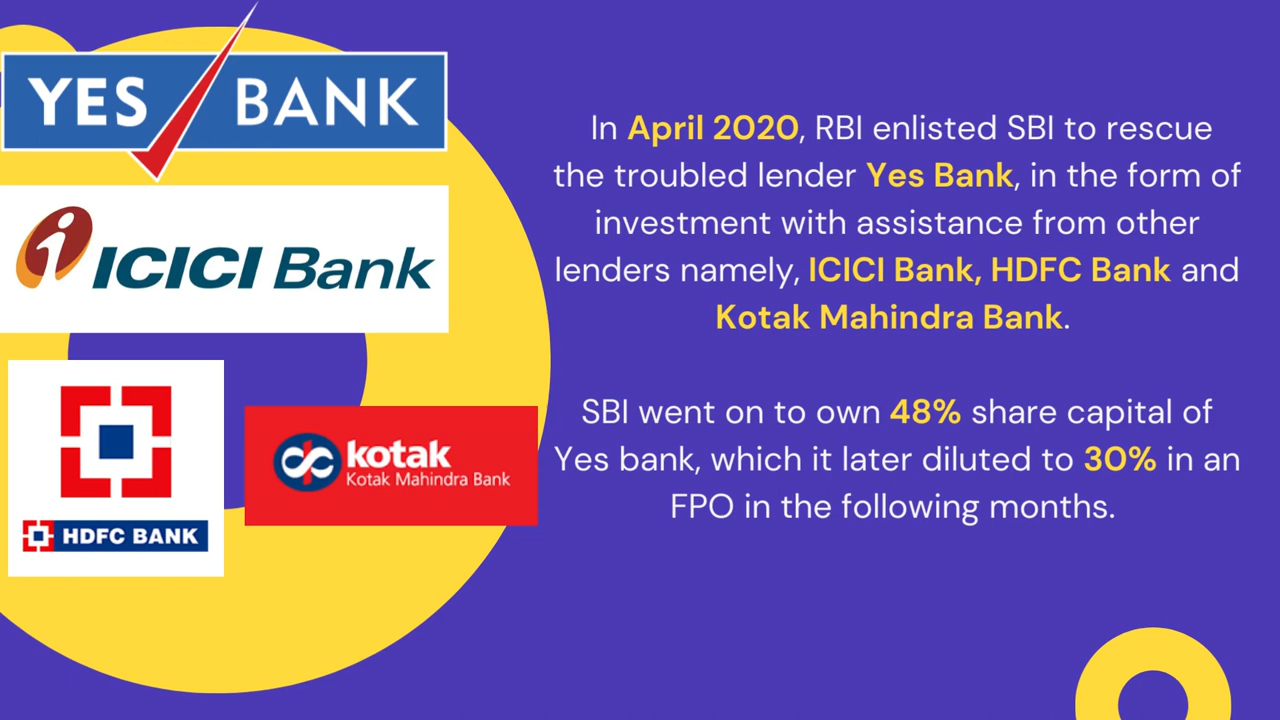 YES BANK
ICICI Bank
HDFC BANK
kotak
Kotak Mahindra Bank
In April 2020, RBI enlisted SBI to rescue
the troubled lender Yes Bank, in the form of
investment with assistance from other
lenders namely, ICICI Bank, HDFC Bank and
Kotak Mahindra Bank.
SBI went on to own 48% share capital of
Yes bank, which it later diluted to 30% in an
FPO in the following months.